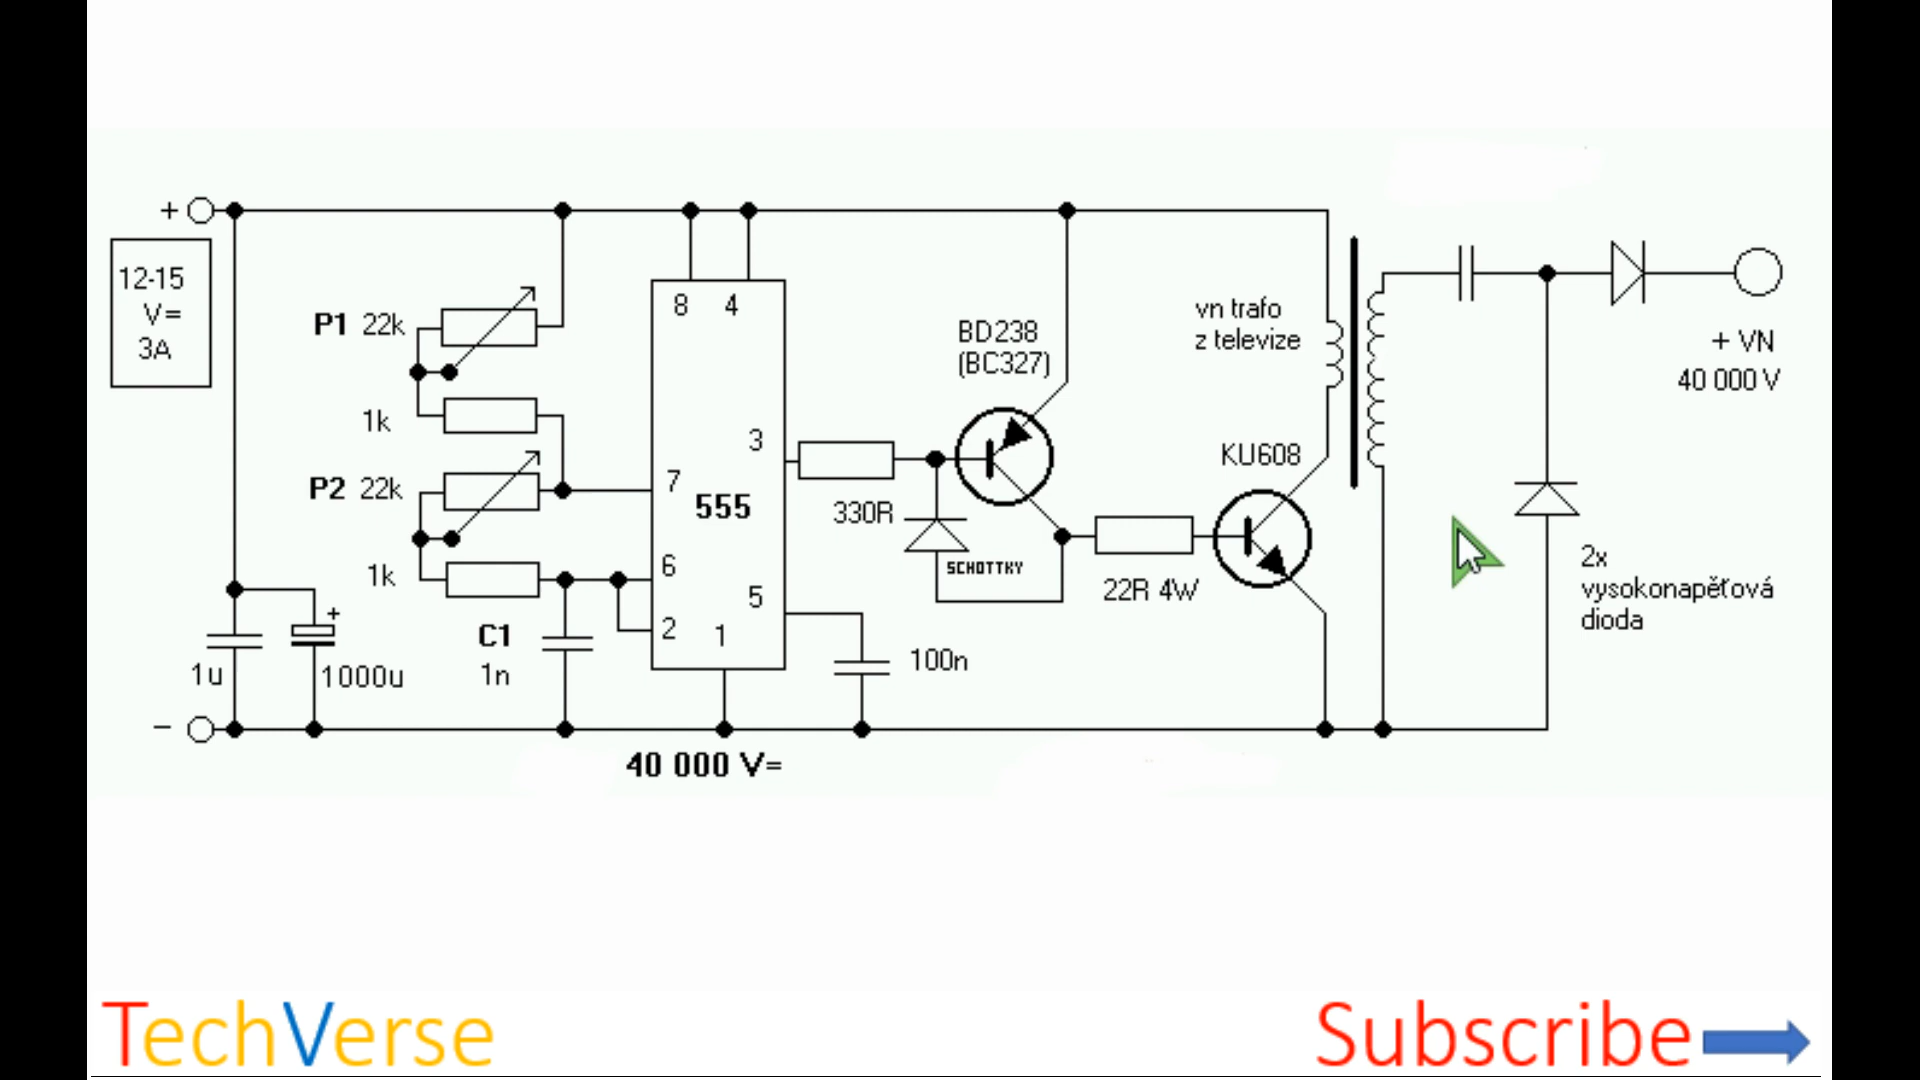 +
12-15
V=
3A
P1 22k
1k
P2 22k
1k
C1
1n
+
1u
1000u
−
8 4
3
7
555
6
5
2 1
330R
BD238
(BC327)
SCHOTTKY
100n
22R 4W
KU608
vn trafo
z televize
+ VN
40 000 V
2x
vysokonapěťová
dioda
40 000 V=
TechVerse
Subscribe